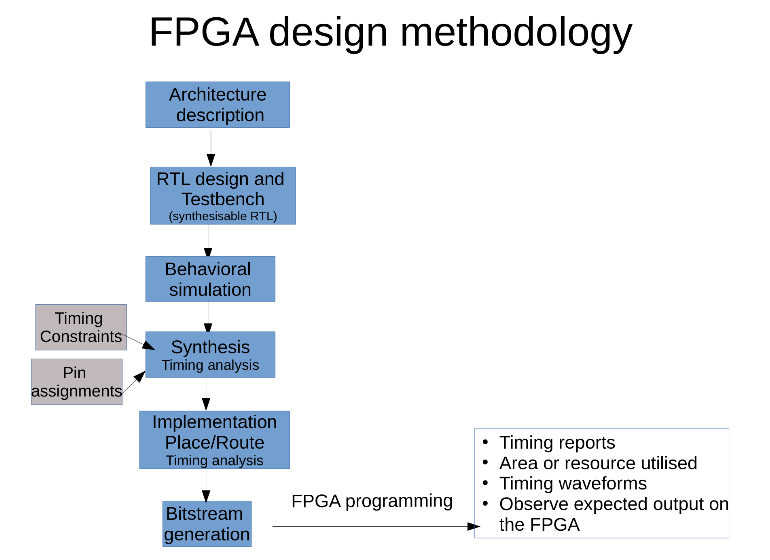 FPGA design methodology
Architecture
description
RTL design and
Testbench
(synthesisable RTL)
Behavioral
simulation
Timing
Constraints
Synthesis
Timing analysis
Pin
assignments
Implementation
Place/Route
Timing analysis
Bitstream
generation
FPGA programming
• Timing reports
• Area or resource utilised
• Timing waveforms
• Observe expected output on
the FPGA